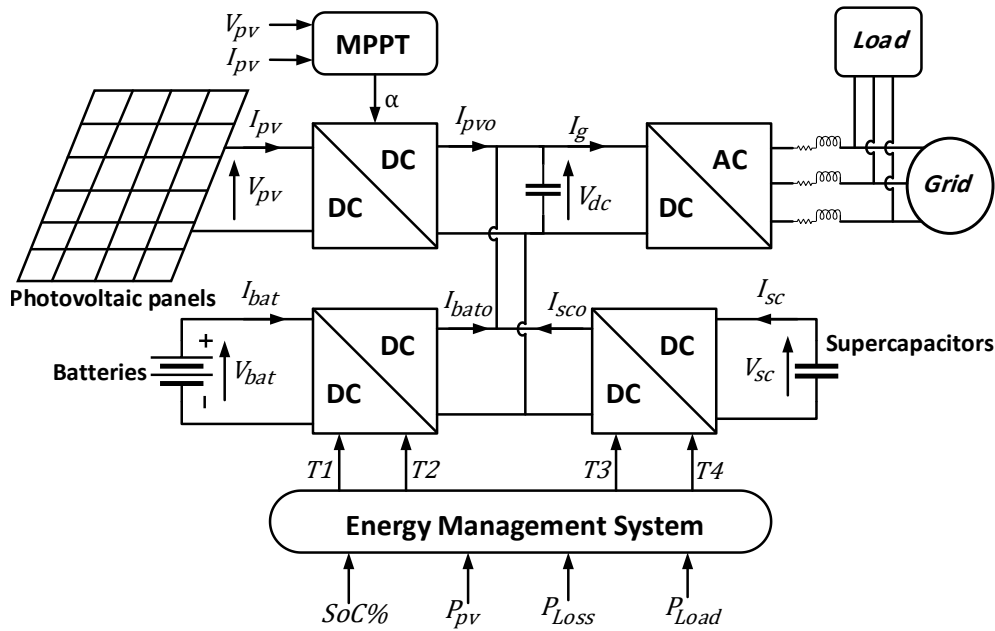 V_pv
I_pv
MPPT
α
Load
I_pv
V_pv
DC
DC
I_pvo
I_g
V_dc
AC
DC
Grid
Photovoltaic panels
I_bat
+
Batteries
-
V_bat
DC
DC
I_bato
I_sco
DC
DC
I_sc
V_sc
Supercapacitors
T1
T2
T3
T4
Energy Management System
SoC%
P_pv
P_Loss
P_Load